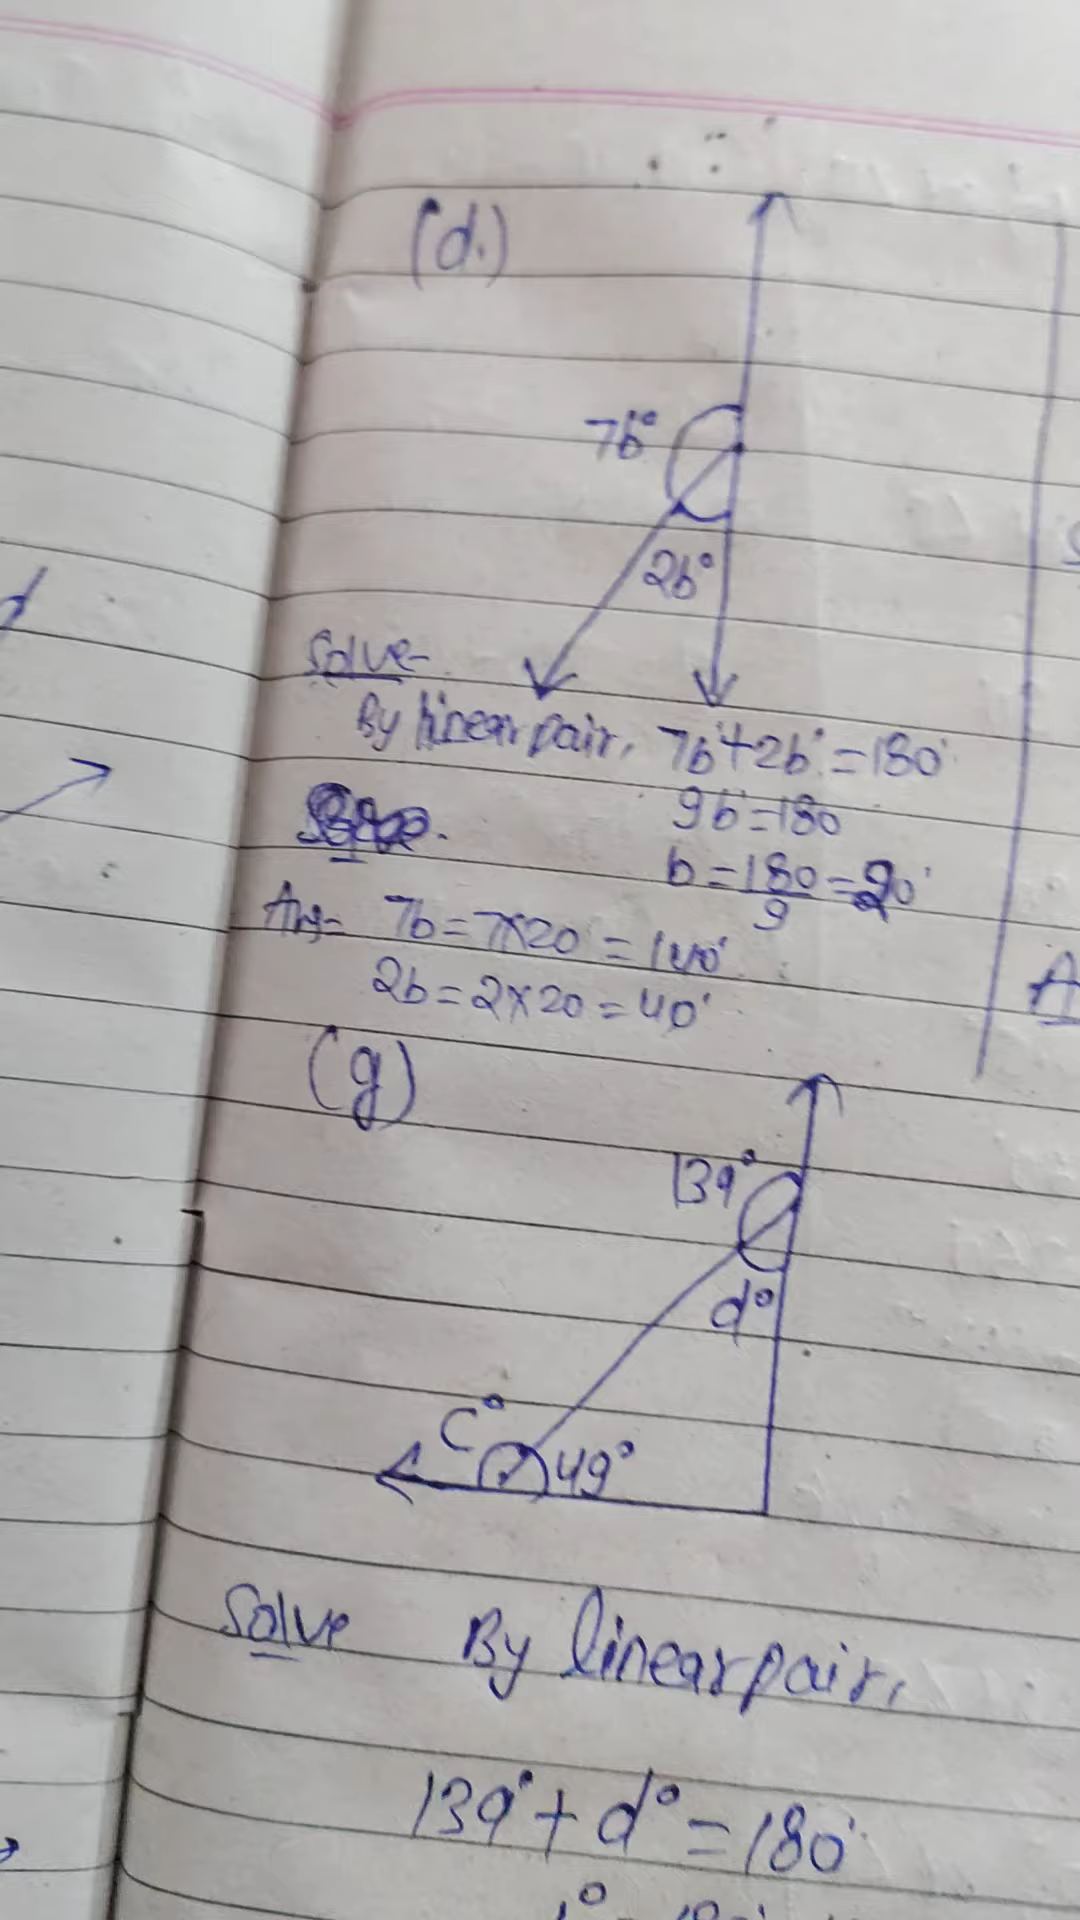 (d.)
7b°
2b°
Solve-
By linear pair, 7b°+2b° = 180°
9b = 180
b = 180/9 = 20°
Ans- 7b = 7×20 = 140°
2b = 2×20 = 40°
(g)
139°
d°
C°
49°
Solve By linear pair,
139° + d° = 180°